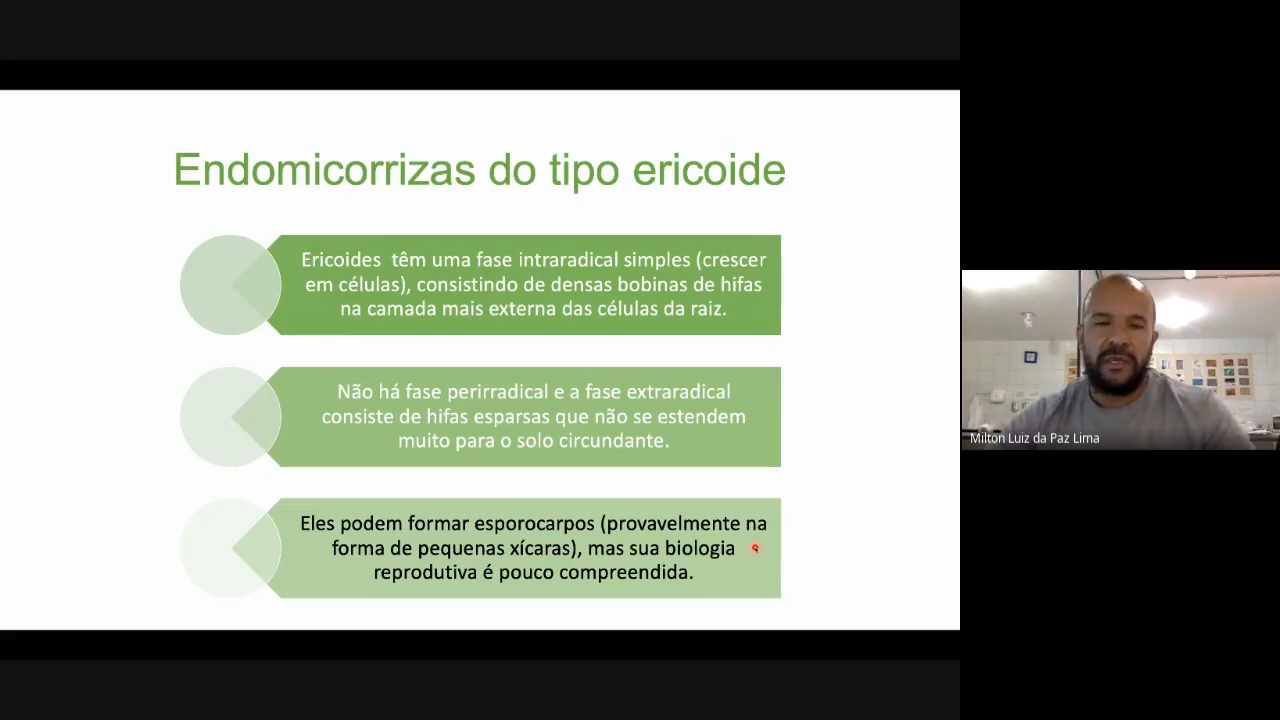 Endomicorrizas do tipo ericoide
Ericoides têm uma fase intraradical simples (crescer
em células), consistindo de densas bobinas de hifas
na camada mais externa das células da raiz.
Não há fase perirradical e a fase extraradical
consiste de hifas esparsas que não se estendem
muito para o solo circundante.
Eles podem formar esporocarpos (provavelmente na
forma de pequenas xícaras), mas sua biologia
reprodutiva é pouco compreendida.
Milton Luiz da Paz Lima